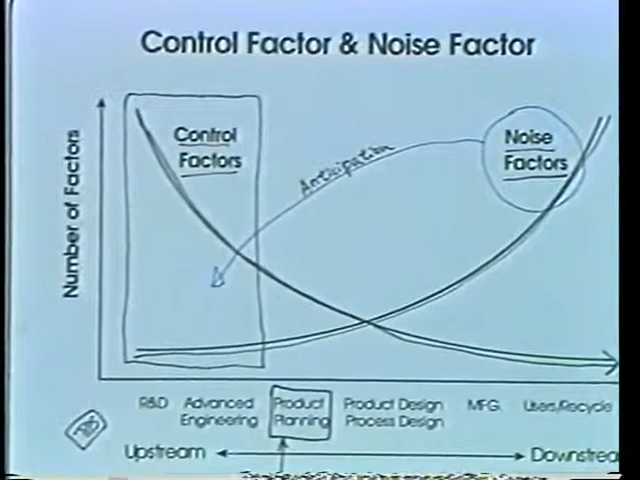 Control Factor & Noise Factor
Number of Factors
Control
Factors
Anticipation
Noise
Factors
R&D
Advanced
Engineering
Product
Planning
Product Design
Process Design
MFG.
Users/Recycle
Upstream
Downstrea